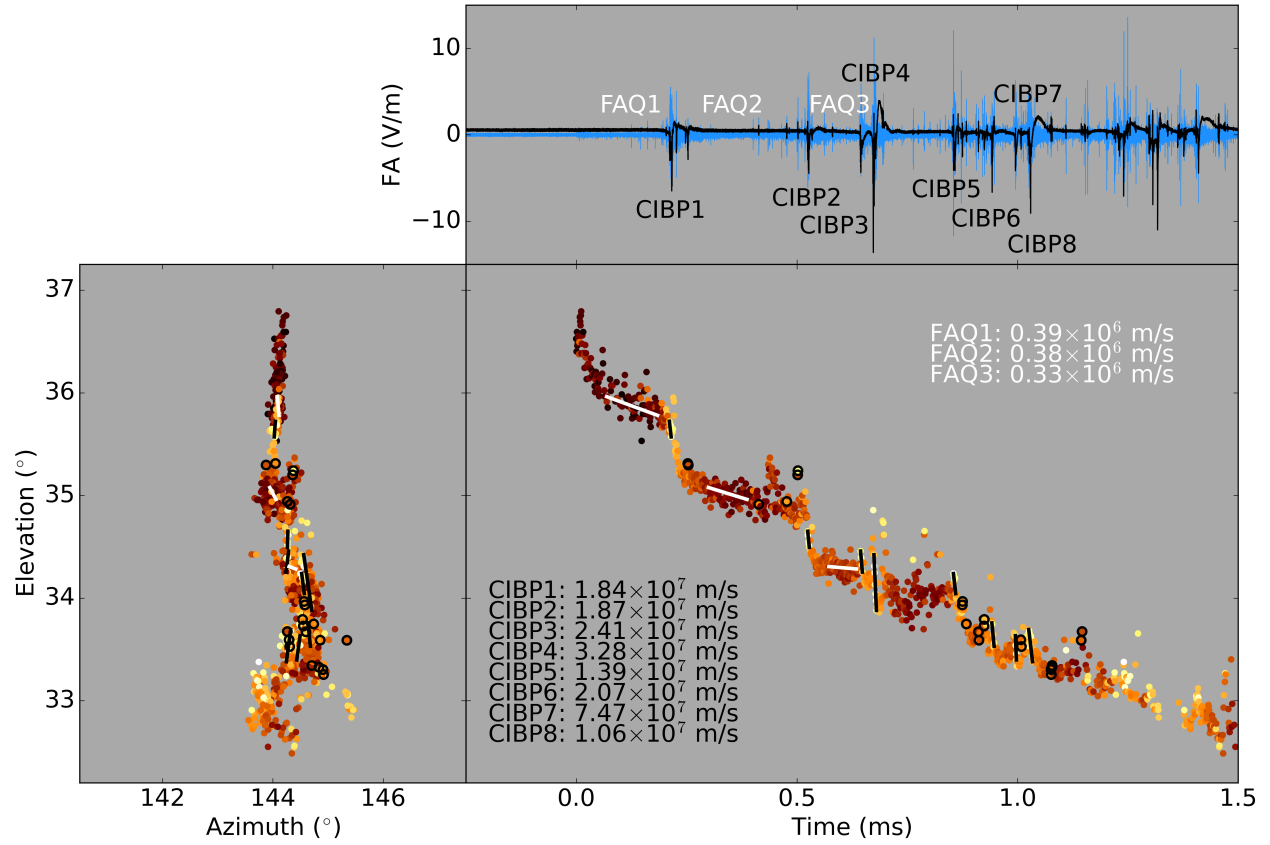 10
0
−10
FA (V/m)
CIBP4
FAQ1 FAQ2 FAQ3
CIBP7
CIBP1
CIBP2
CIBP3
CIBP5
CIBP6
CIBP8
37
36
35
34
33
Elevation (°)
FAQ1: 0.39×10⁶ m/s
FAQ2: 0.38×10⁶ m/s
FAQ3: 0.33×10⁶ m/s
CIBP1: 1.84×10⁷ m/s
CIBP2: 1.87×10⁷ m/s
CIBP3: 2.41×10⁷ m/s
CIBP4: 3.28×10⁷ m/s
CIBP5: 1.39×10⁷ m/s
CIBP6: 2.07×10⁷ m/s
CIBP7: 7.47×10⁷ m/s
CIBP8: 1.06×10⁷ m/s
142 144 146
0.0 0.5 1.0 1.5
Azimuth (°)
Time (ms)